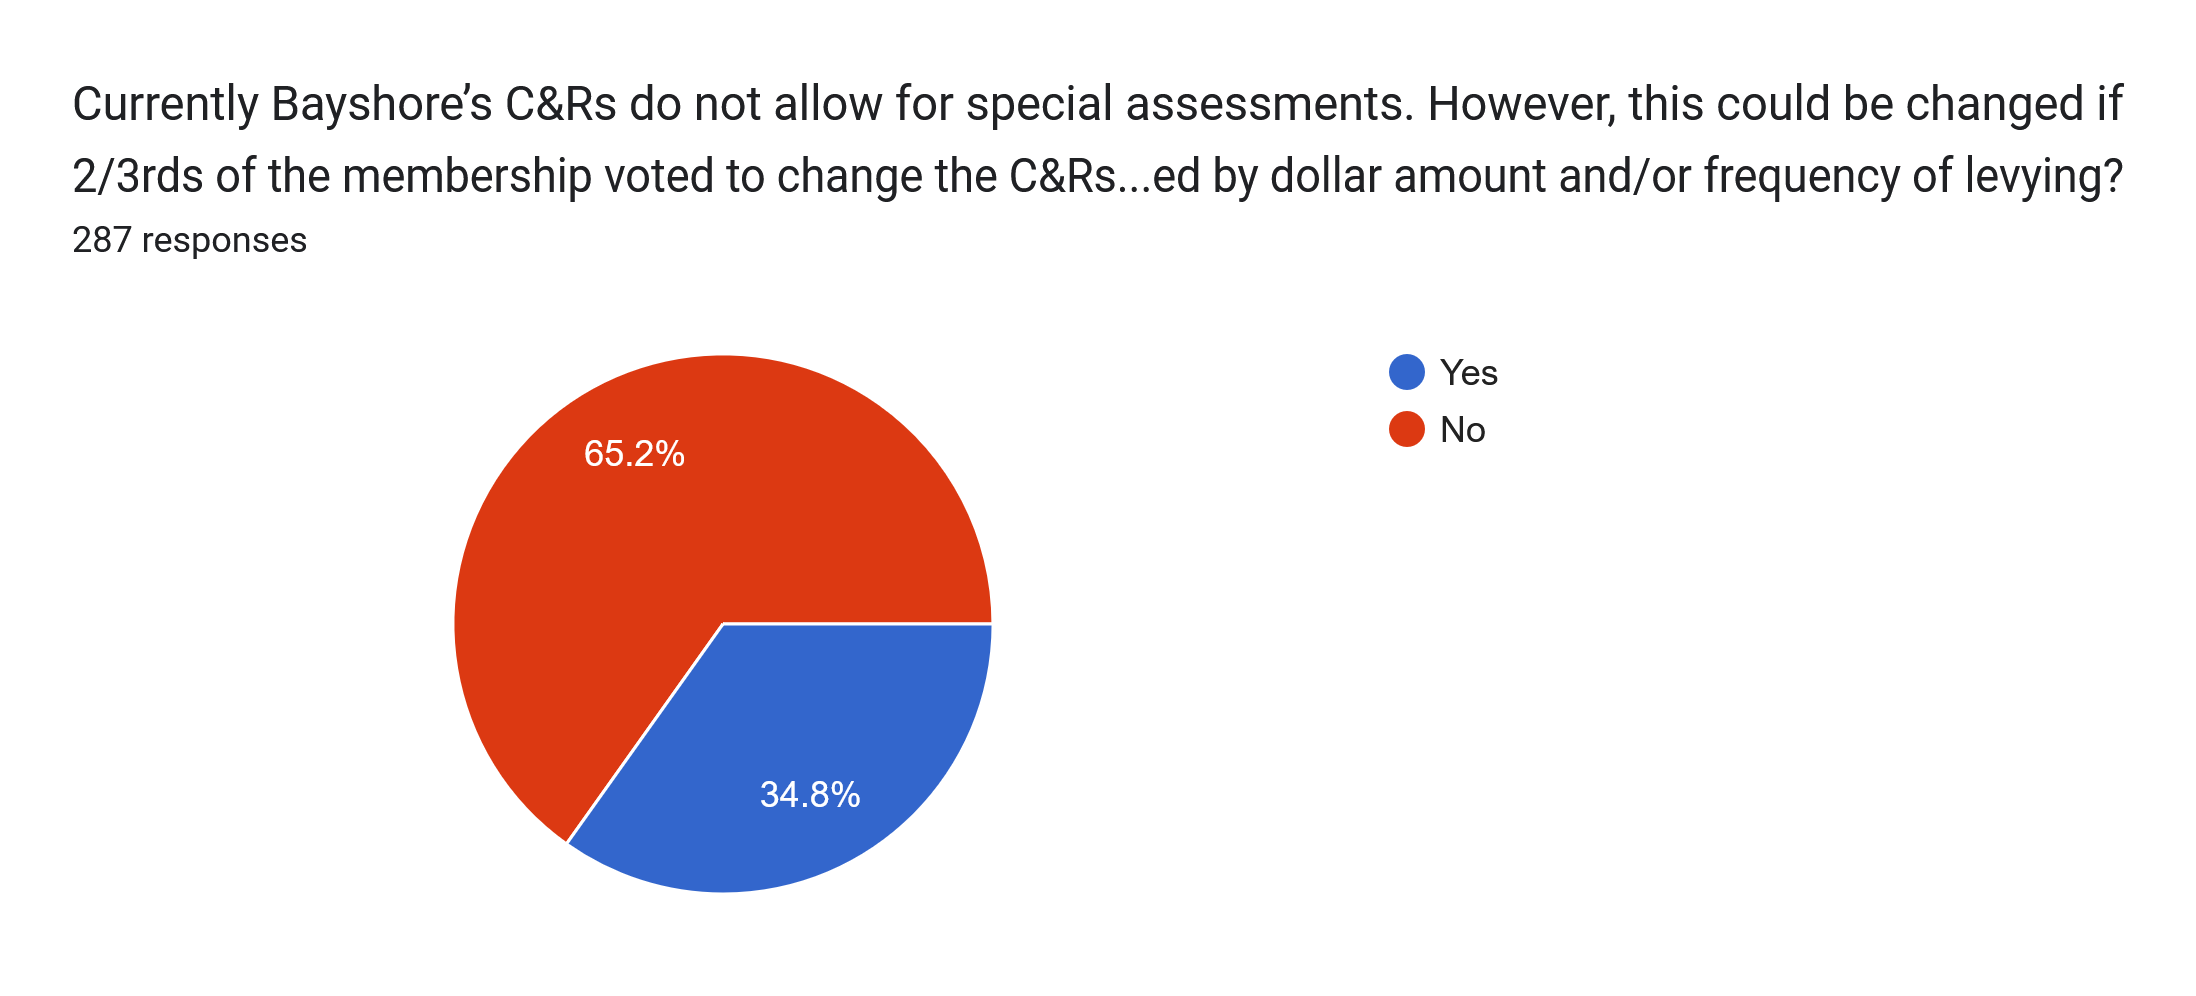 Currently Bayshore’s C&Rs do not allow for special assessments. However, this could be changed if
2/3rds of the membership voted to change the C&Rs...ed by dollar amount and/or frequency of levying?
287 responses
Yes
No
65.2%
34.8%